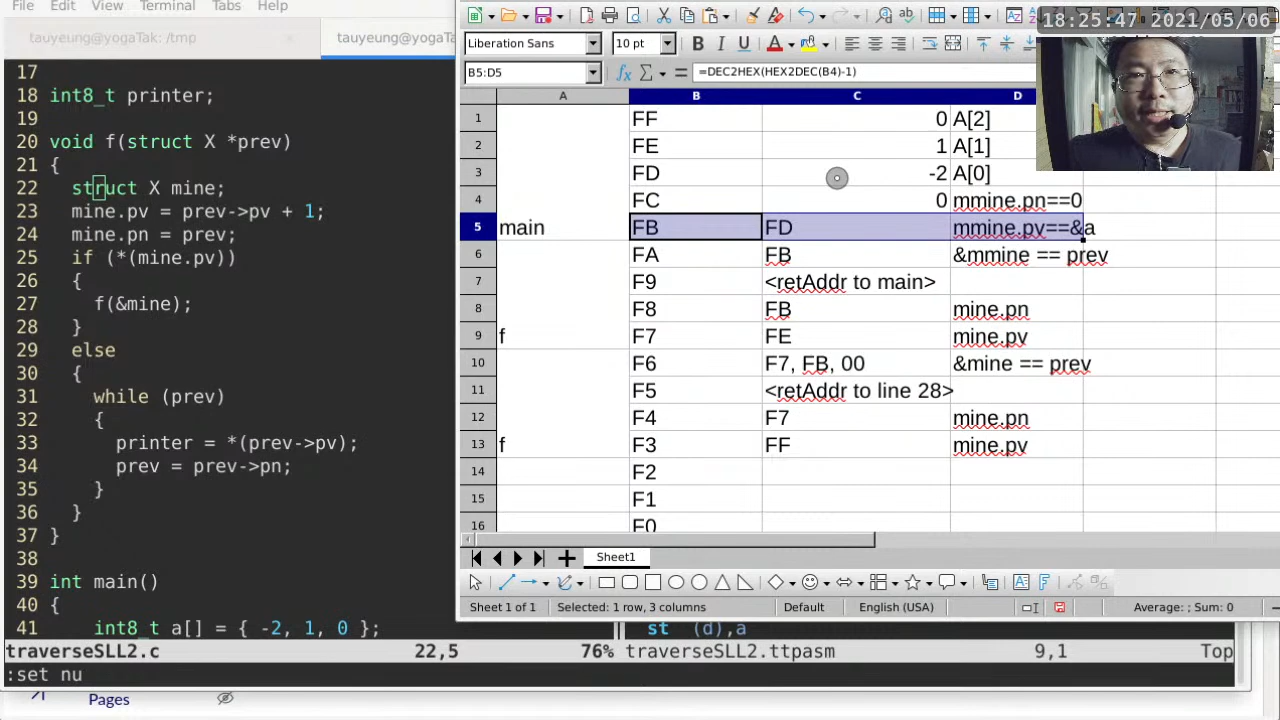 File Edit View Terminal Tabs Help
tauyeung@yogaTak: /tmp
tauyeung@yogaTa
17
18 int8_t printer;
19
20 void f(struct X *prev)
21 {
22 struct X mine;
23 mine.pv = prev->pv + 1;
24 mine.pn = prev;
25 if (*(mine.pv))
26 {
27 f(&mine);
28 }
29 else
30 {
31 while (prev)
32 {
33 printer = *(prev->pv);
34 prev = prev->pn;
35 }
36 }
37 }
38
39 int main()
40 {
41 int8_t a[] = { -2, 1, 0 };
traverseSLL2.c 22,5 76%
:set nu
Pages
18:25:47 2021/05/06
Liberation Sans 10 pt B I U A
B5:D5 fx Σ = =DEC2HEX(HEX2DEC(B4)-1)
A B C D
1 FF 0 A[2]
2 FE 1 A[1]
3 FD -2 A[0]
4 FC 0 mmine.pn==0
5 main FB FD mmine.pv==&a
6 FA FB &mmine == prev
7 F9 <retAddr to main>
8 F8 FB mine.pn
9 f F7 FE mine.pv
10 F6 F7, FB, 00 &mine == prev
11 F5 <retAddr to line 28>
12 F4 F7 mine.pn
13 f F3 FF mine.pv
14 F2
15 F1
16 F0
Sheet1
Sheet 1 of 1 Selected: 1 row, 3 columns Default English (USA) Average: ; Sum: 0
st (d),a
traverseSLL2.ttpasm 9,1 Top